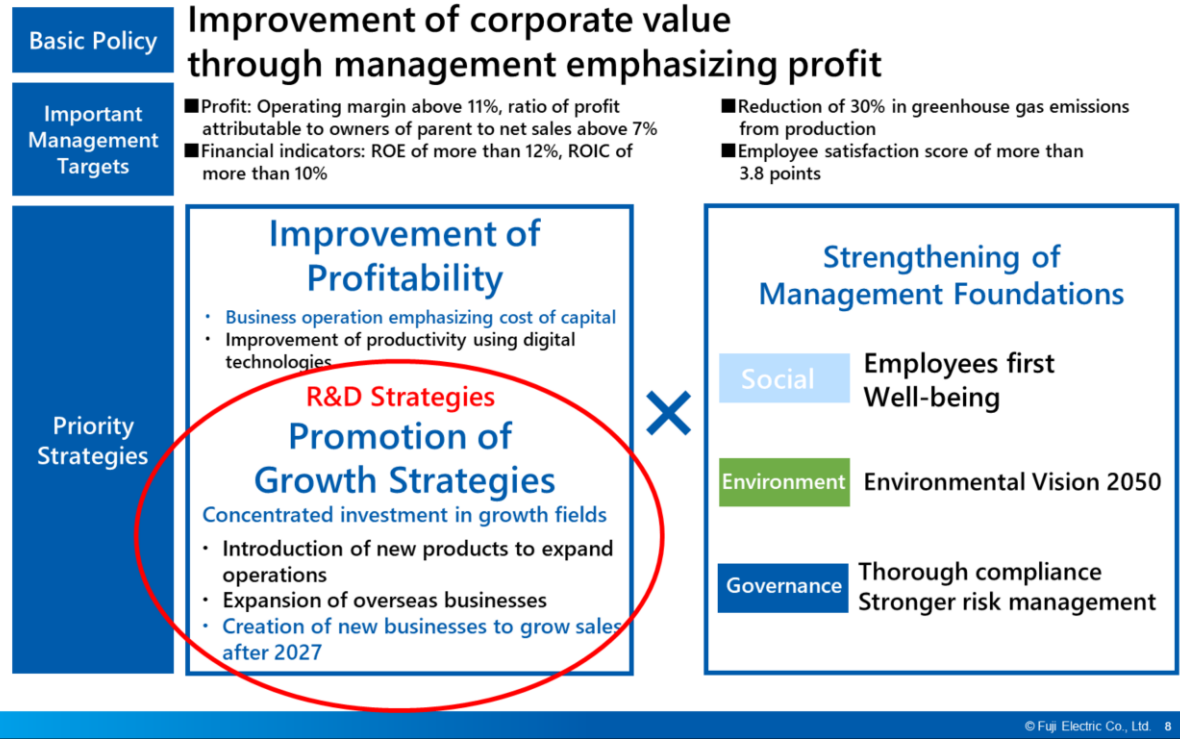 Basic Policy
Improvement of corporate value
through management emphasizing profit
Important
Management
Targets
■Profit: Operating margin above 11%, ratio of profit
attributable to owners of parent to net sales above 7%
■Financial indicators: ROE of more than 12%, ROIC of
more than 10%
■Reduction of 30% in greenhouse gas emissions
from production
■Employee satisfaction score of more than
3.8 points
Priority
Strategies
Improvement of
Profitability
・ Business operation emphasizing cost of capital
・ Improvement of productivity using digital
technologies
R&D Strategies
Promotion of
Growth Strategies
Concentrated investment in growth fields
・ Introduction of new products to expand
operations
・ Expansion of overseas businesses
・ Creation of new businesses to grow sales
after 2027
×
Strengthening of
Management Foundations
Social
Employees first
Well-being
Environment
Environmental Vision 2050
Governance
Thorough compliance
Stronger risk management
© Fuji Electric Co., Ltd. 8